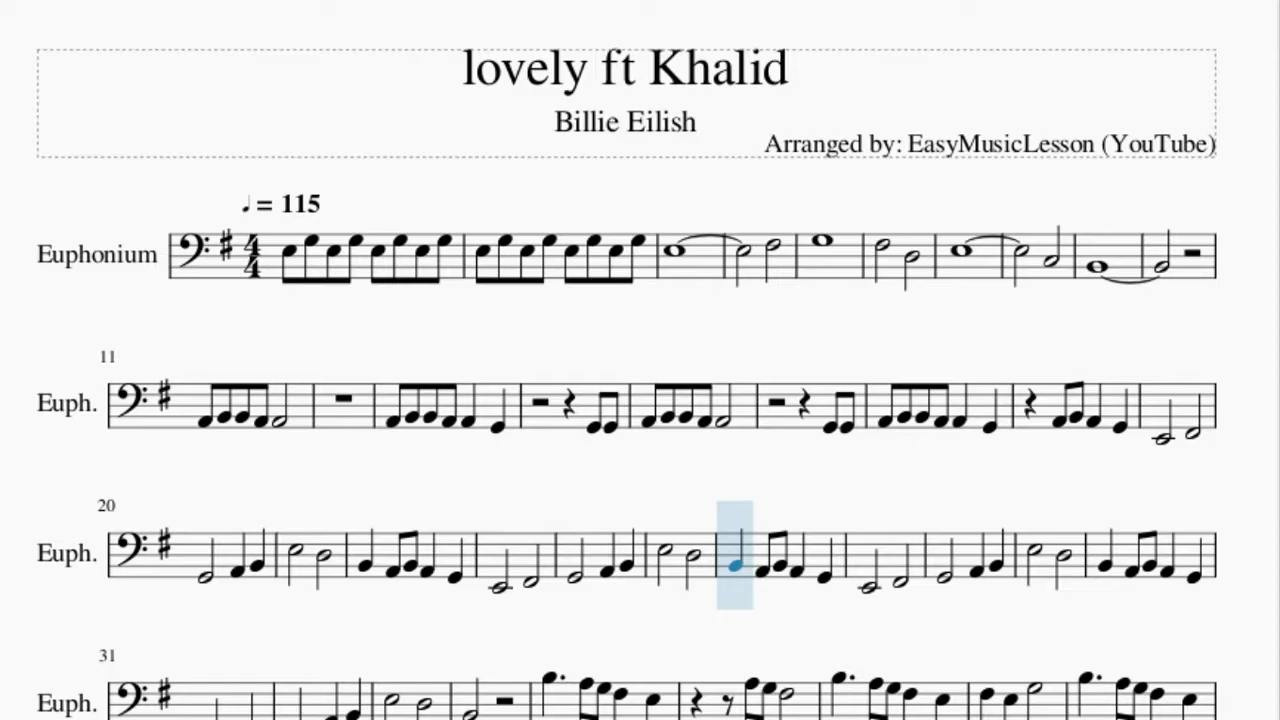 lovely ft Khalid
Billie Eilish
Arranged by: EasyMusicLesson (YouTube)
♩ = 115
Euphonium
11
Euph.
20
Euph.
31
Euph.